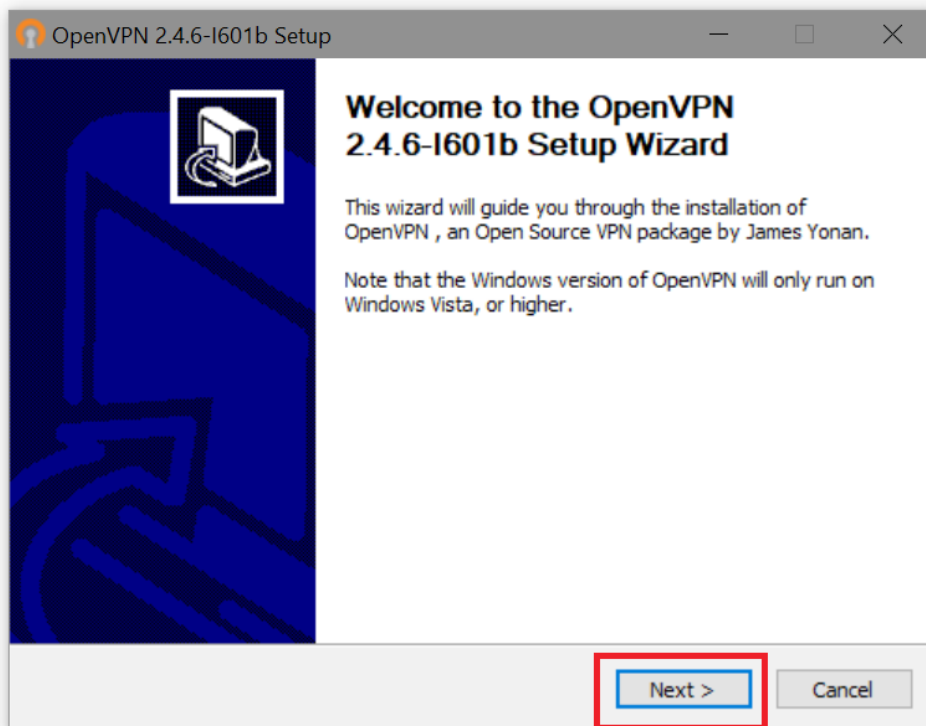 OpenVPN 2.4.6-I601b Setup
Welcome to the OpenVPN
2.4.6-I601b Setup Wizard
This wizard will guide you through the installation of
OpenVPN , an Open Source VPN package by James Yonan.
Note that the Windows version of OpenVPN will only run on
Windows Vista, or higher.
Next >
Cancel